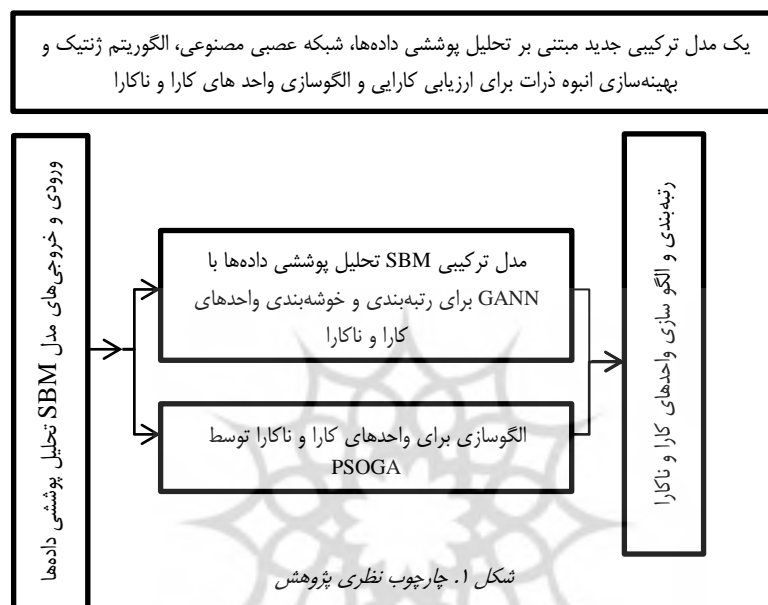 یک مدل ترکیبی جدید مبتنی بر تحلیل پوششی داده‌ها، شبکه عصبی مصنوعی، الگوریتم ژنتیک و
بهینه‌سازی انبوه ذرات برای ارزیابی کارایی و الگوسازی واحد های کارا و ناکارا
ورودی و خروجی‌های مدل SBM تحلیل پوششی داده‌ها
مدل ترکیبی SBM تحلیل پوششی داده‌ها با
GANN برای رتبه‌بندی و خوشه‌بندی واحدهای
کارا و ناکارا
الگوسازی برای واحدهای کارا و ناکارا توسط
PSOGA
رتبه‌بندی و الگو سازی واحدهای کارا و ناکارا
شکل ۱. چارچوب نظری پژوهش